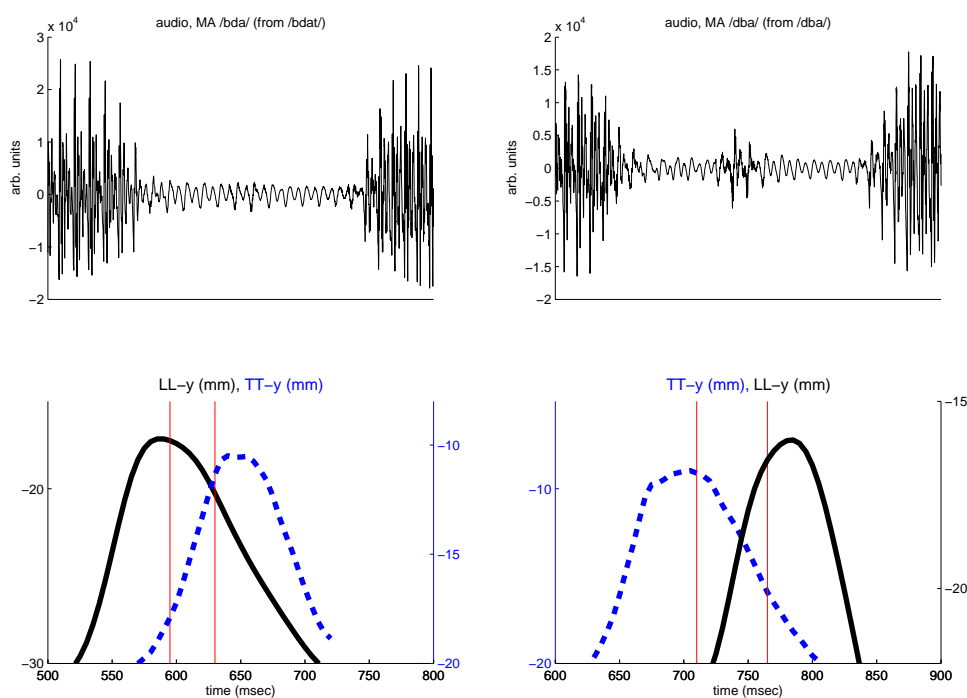 audio, MA /bda/ (from /bdat/)
x 10^4
3
2
1
0
−1
−2
arb. units
audio, MA /dba/ (from /dba/)
x 10^4
2
1.5
1
0.5
0
−0.5
−1
−1.5
−2
arb. units
LL−y (mm), TT−y (mm)
−20
−30
−10
−15
−20
500 550 600 650 700 750 800
time (msec)
TT−y (mm), LL−y (mm)
−10
−20
−15
−20
600 650 700 750 800 850 900
time (msec)